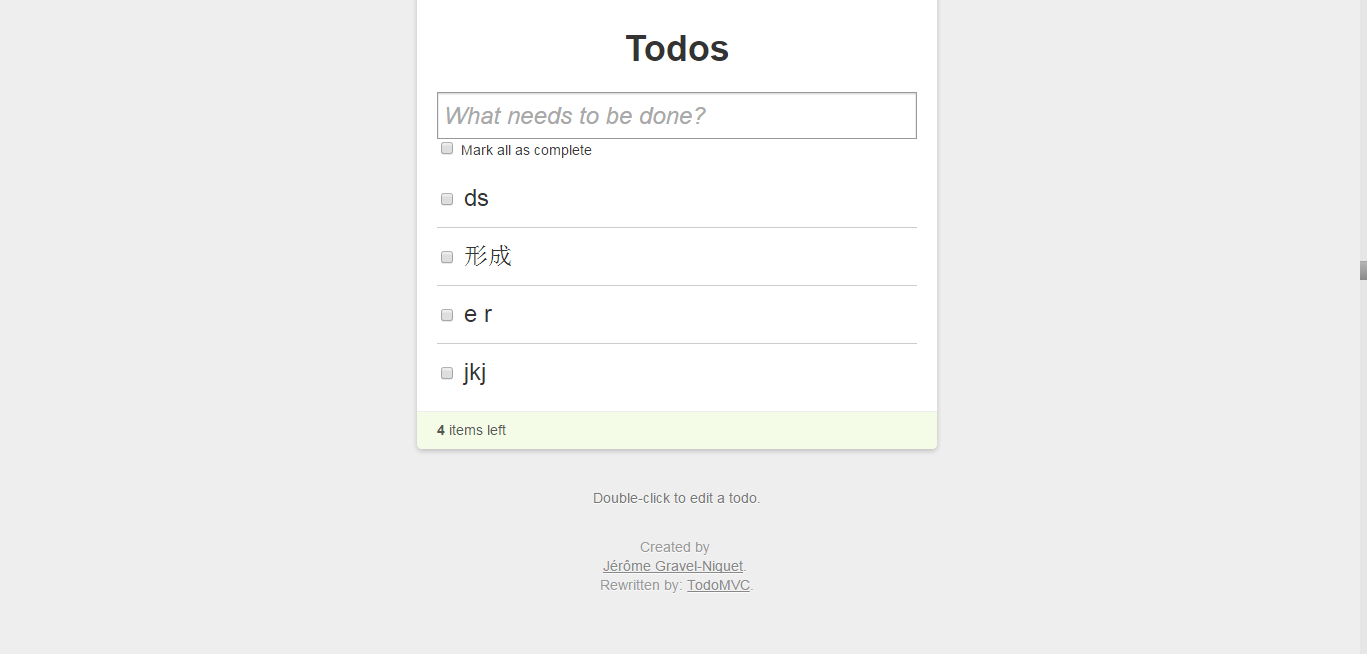 Todos
What needs to be done?
Mark all as complete
ds
形成
e r
jkj
4 items left
Double-click to edit a todo.
Created by
Jérôme Gravel-Niquet.
Rewritten by: TodoMVC.